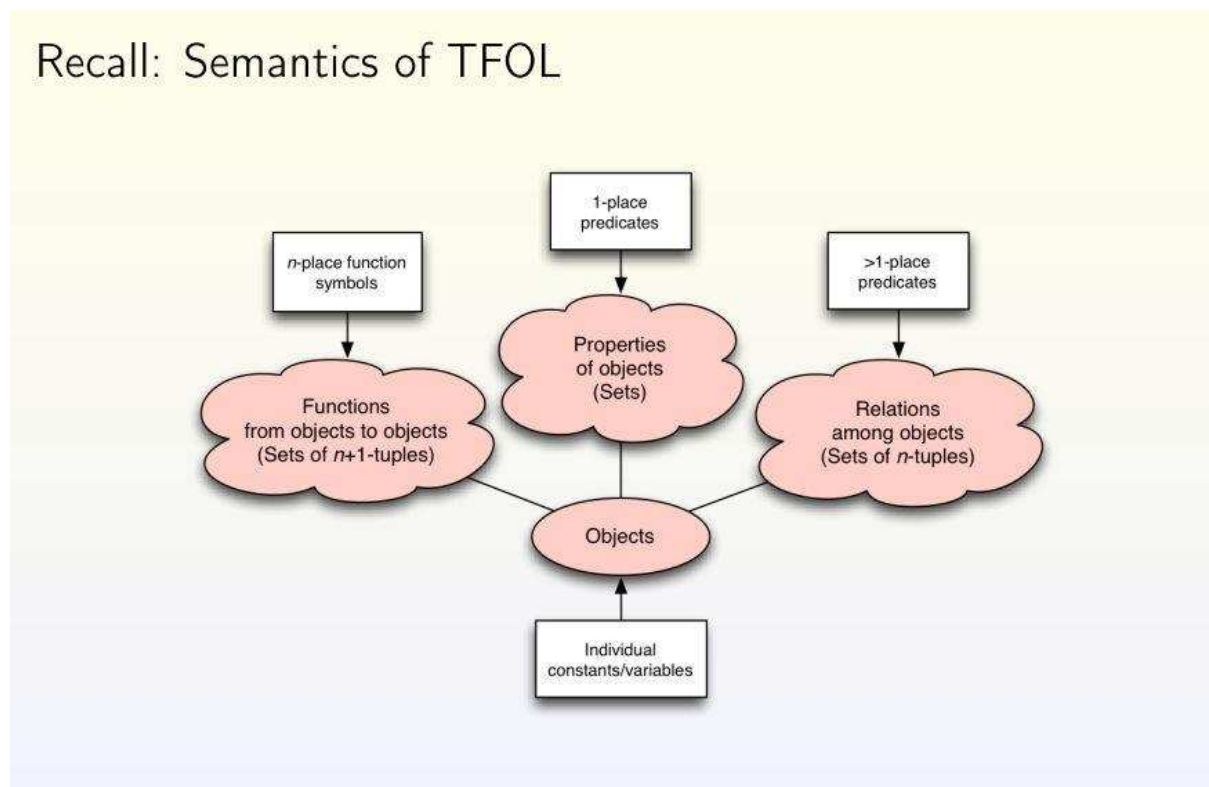 Recall: Semantics of TFOL
1-place
predicates
n-place function
symbols
>1-place
predicates
Properties
of objects
(Sets)
Functions
from objects to objects
(Sets of n+1-tuples)
Relations
among objects
(Sets of n-tuples)
Objects
Individual
constants/variables